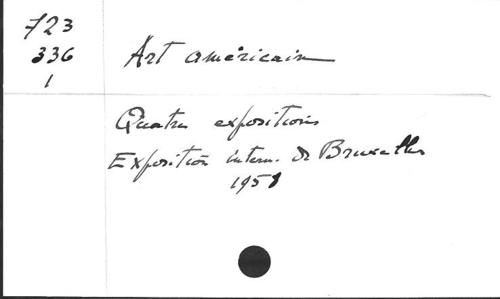 723
336
1
Art américain
Quatre expositions
Exposition intern. de Bruxelles
1958